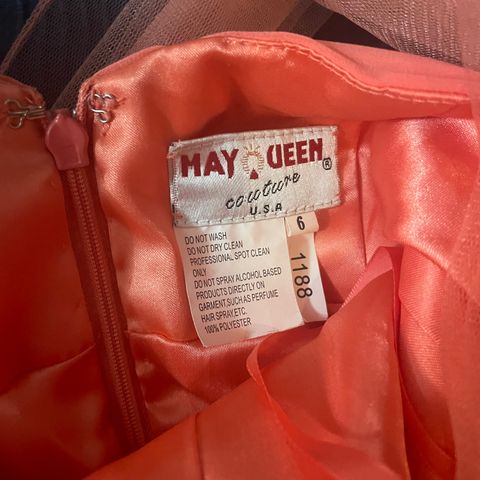 MAY QUEEN
couture
®
U.S.A
6
1188
DO NOT WASH
DO NOT DRY CLEAN
PROFESSIONAL SPOT CLEAN
ONLY
DO NOT SPRAY ALCOHOL BASED
PRODUCTS DIRECTLY ON
GARMENT,SUCH AS PERFUME
HAIR SPRAY,ETC.
100% POLYESTER